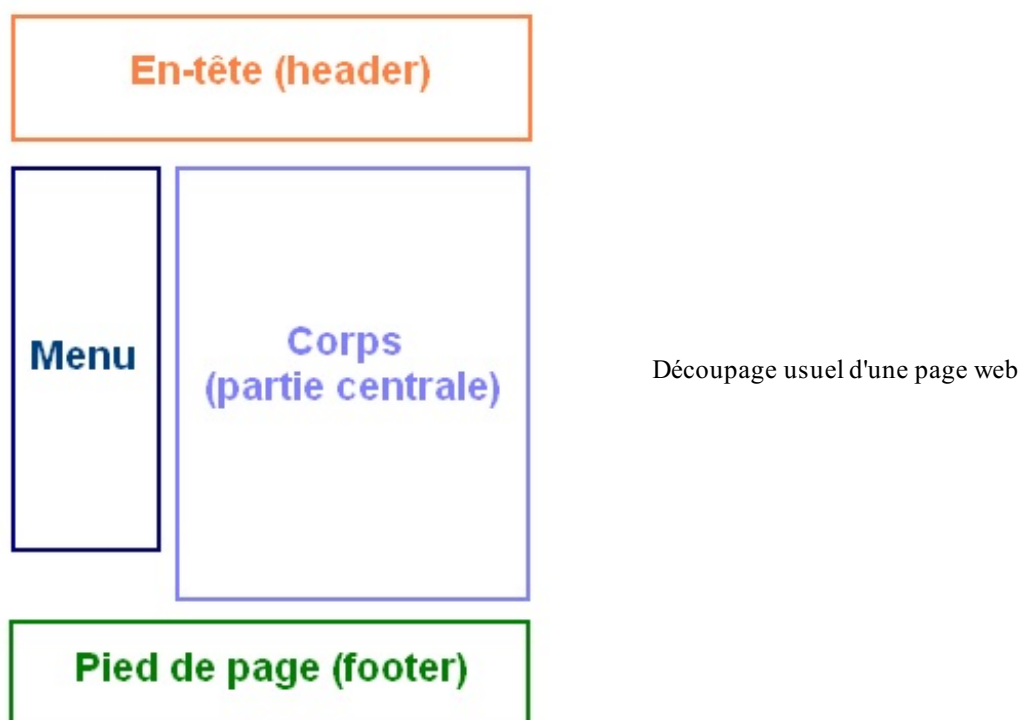 En-tête (header)
Menu
Corps
(partie centrale)
Découpage usuel d'une page web
Pied de page (footer)